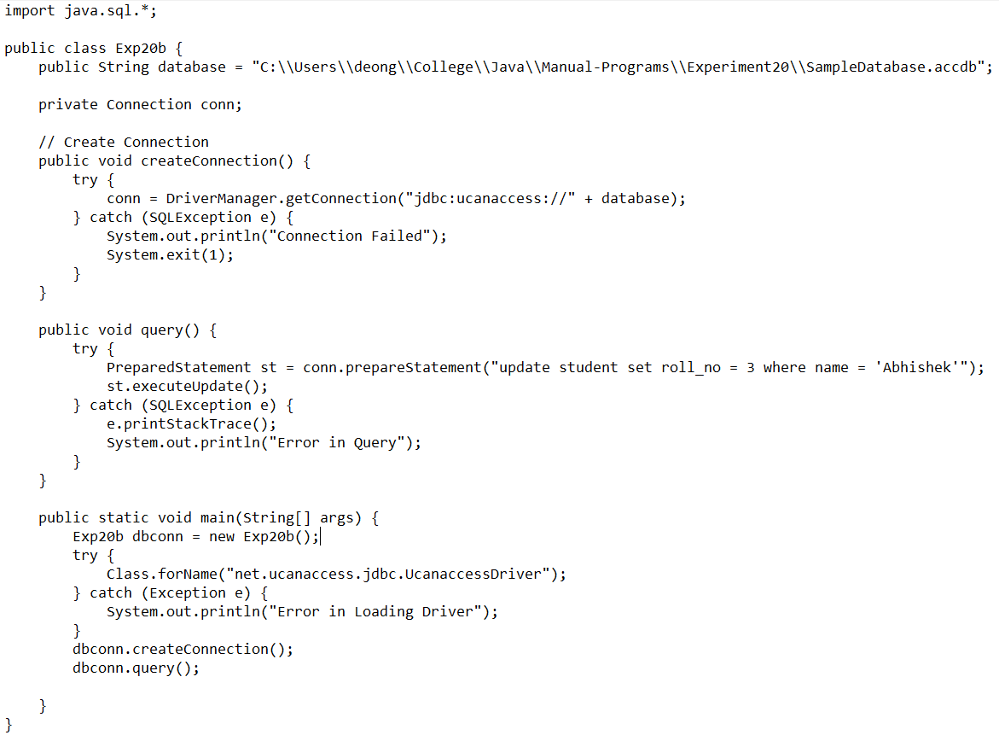 import java.sql.*;
public class Exp20b {
    public String database = "C:\\Users\\deong\\College\\Java\\Manual-Programs\\Experiment20\\SampleDatabase.accdb";
    private Connection conn;
    // Create Connection
    public void createConnection() {
        try {
            conn = DriverManager.getConnection("jdbc:ucanaccess://" + database);
        } catch (SQLException e) {
            System.out.println("Connection Failed");
            System.exit(1);
        }
    }
    public void query() {
        try {
            PreparedStatement st = conn.prepareStatement("update student set roll_no = 3 where name = 'Abhishek'");
            st.executeUpdate();
        } catch (SQLException e) {
            e.printStackTrace();
            System.out.println("Error in Query");
        }
    }
    public static void main(String[] args) {
        Exp20b dbconn = new Exp20b();
        try {
            Class.forName("net.ucanaccess.jdbc.UcanaccessDriver");
        } catch (Exception e) {
            System.out.println("Error in Loading Driver");
        }
        dbconn.createConnection();
        dbconn.query();
    }
}